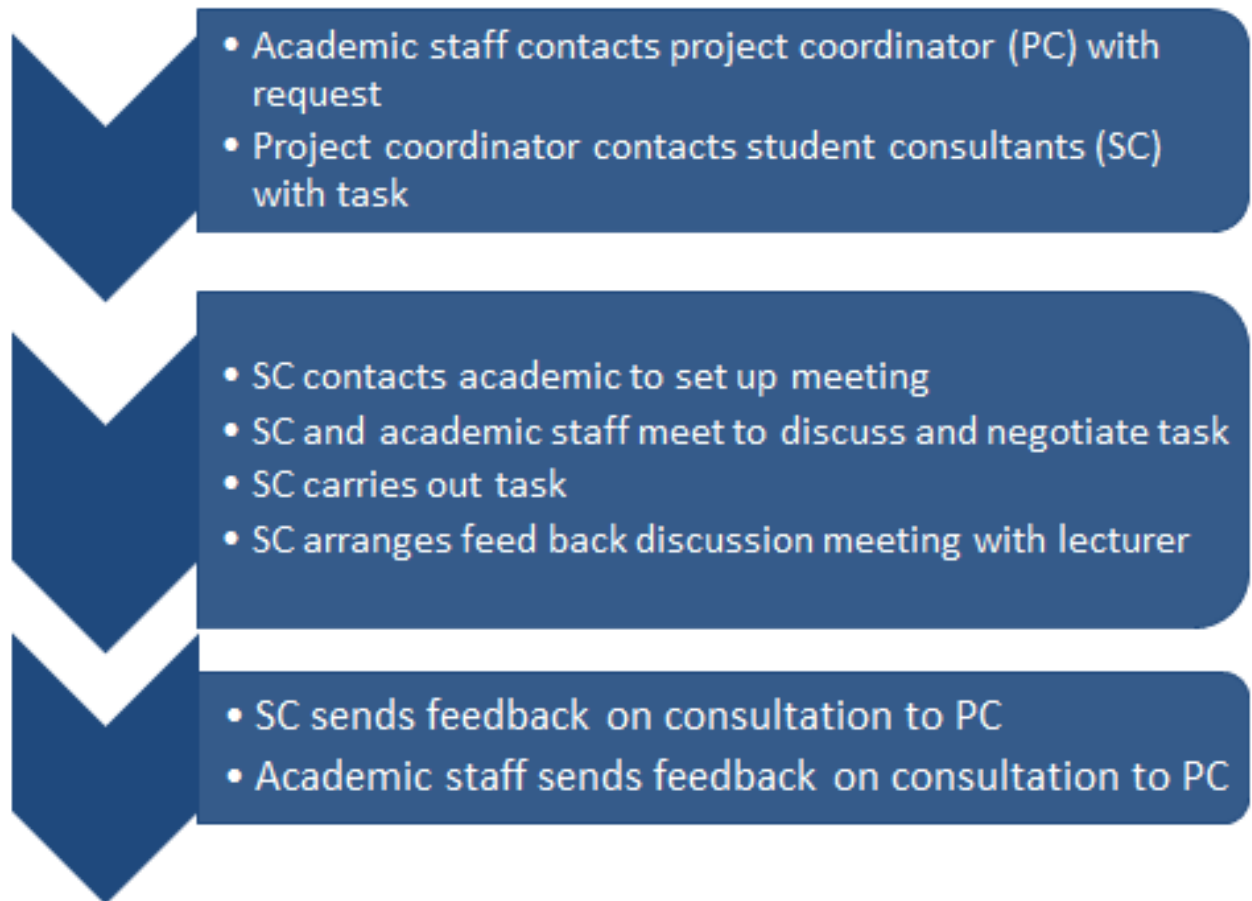 • Academic staff contacts project coordinator (PC) with
request
• Project coordinator contacts student consultants (SC)
with task
• SC contacts academic to set up meeting
• SC and academic staff meet to discuss and negotiate task
• SC carries out task
• SC arranges feed back discussion meeting with lecturer
• SC sends feedback on consultation to PC
• Academic staff sends feedback on consultation to PC